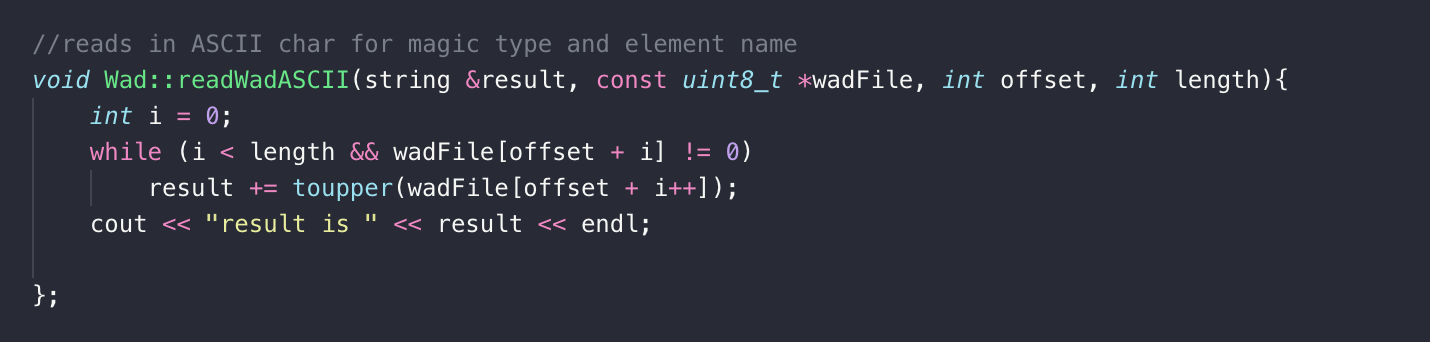 //reads in ASCII char for magic type and element name
void Wad::readWadASCII(string &result, const uint8_t *wadFile, int offset, int length){
    int i = 0;
    while (i < length && wadFile[offset + i] != 0)
        result += toupper(wadFile[offset + i++]);
    cout << "result is " << result << endl;

};